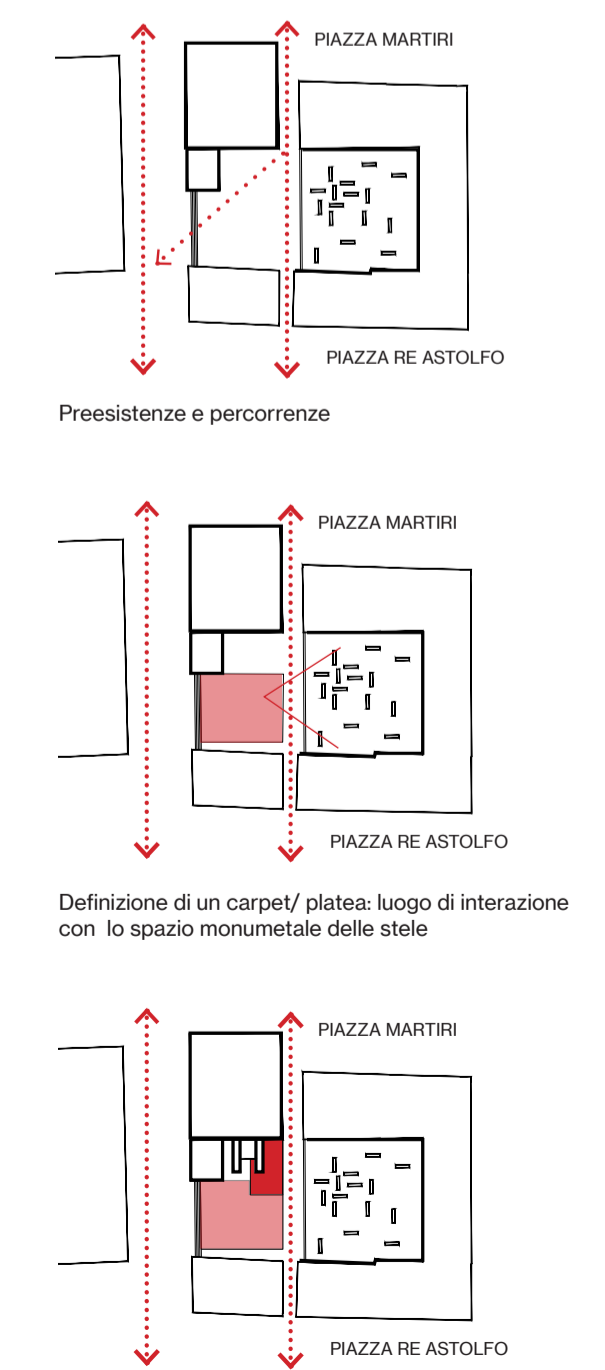 PIAZZA MARTIRI
PIAZZA RE ASTOLFO
Preesistenze e percorrenze
PIAZZA MARTIRI
PIAZZA RE ASTOLFO
Definizione di un carpet/ platea: luogo di interazione
con lo spazio monumetale delle stele
PIAZZA MARTIRI
PIAZZA RE ASTOLFO